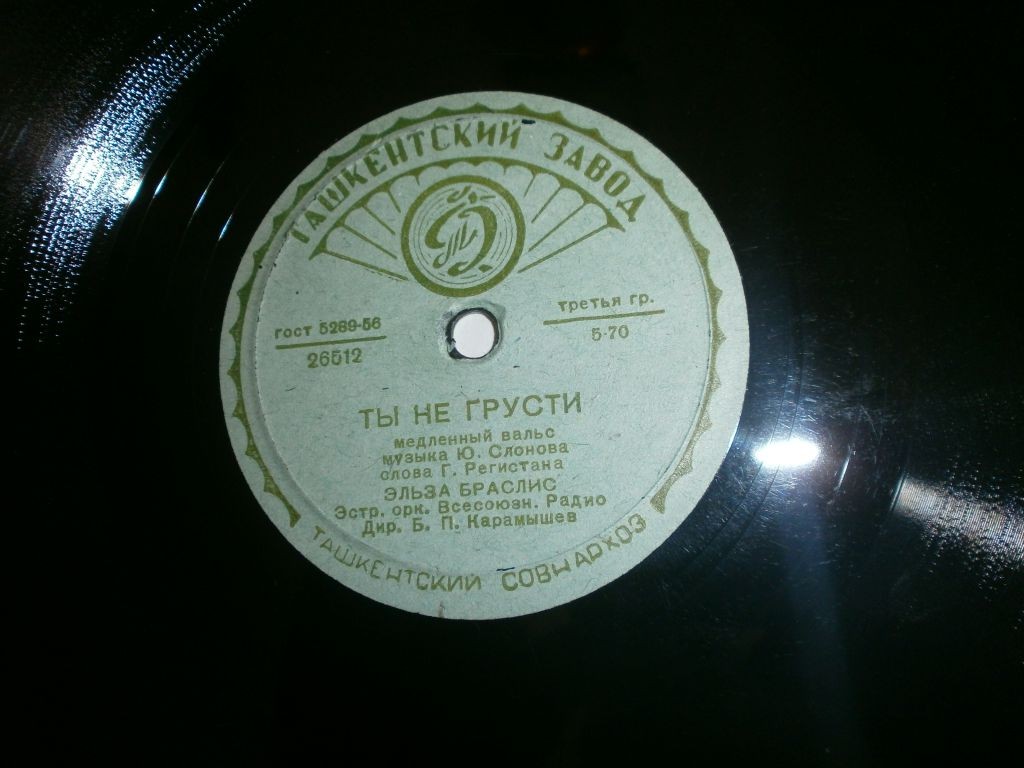 ТАШКЕНТСКИЙ ЗАВОД
ГОСТ 5289-56
26512
третья гр.
5-70
ТЫ НЕ ГРУСТИ
медленный вальс
музыка Ю. Слонова
слова Г. Регистана
ЭЛЬЗА БРАСЛИС
Эстр. орк. Всесоюзн. Радио
Дир. Б. П. Карамышев
ТАШКЕНТСКИЙ СОВНАРХОЗ